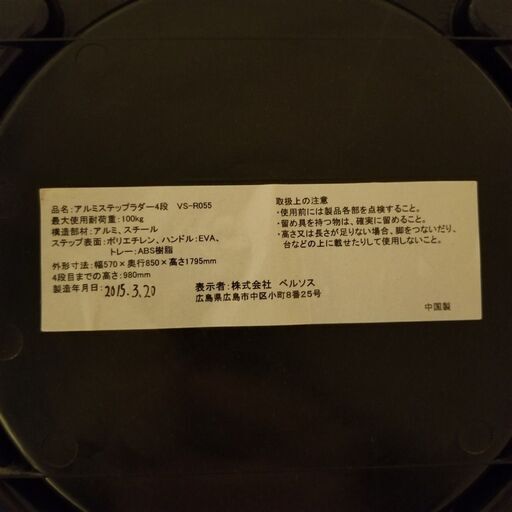 品名:アルミステップラダー4段 VS-R055
最大使用耐荷重:100kg
構造部材:アルミ、スチール
ステップ表面:ポリエチレン、ハンドル:EVA、
トレー:ABS樹脂
外形寸法:幅570×奥行850×高さ1795mm
4段目までの高さ:980mm
製造年月日:2015.3.20
表示者:株式会社 ベルソス
広島県広島市中区小町8番25号
取扱上の注意
・使用前には製品各部を点検すること。
・留め具を持つ物は、確実に留めること。
・高さ又は長さが足りない場合、脚をつないだり、
台などの上に載せたりして使用しないこと。
中国製